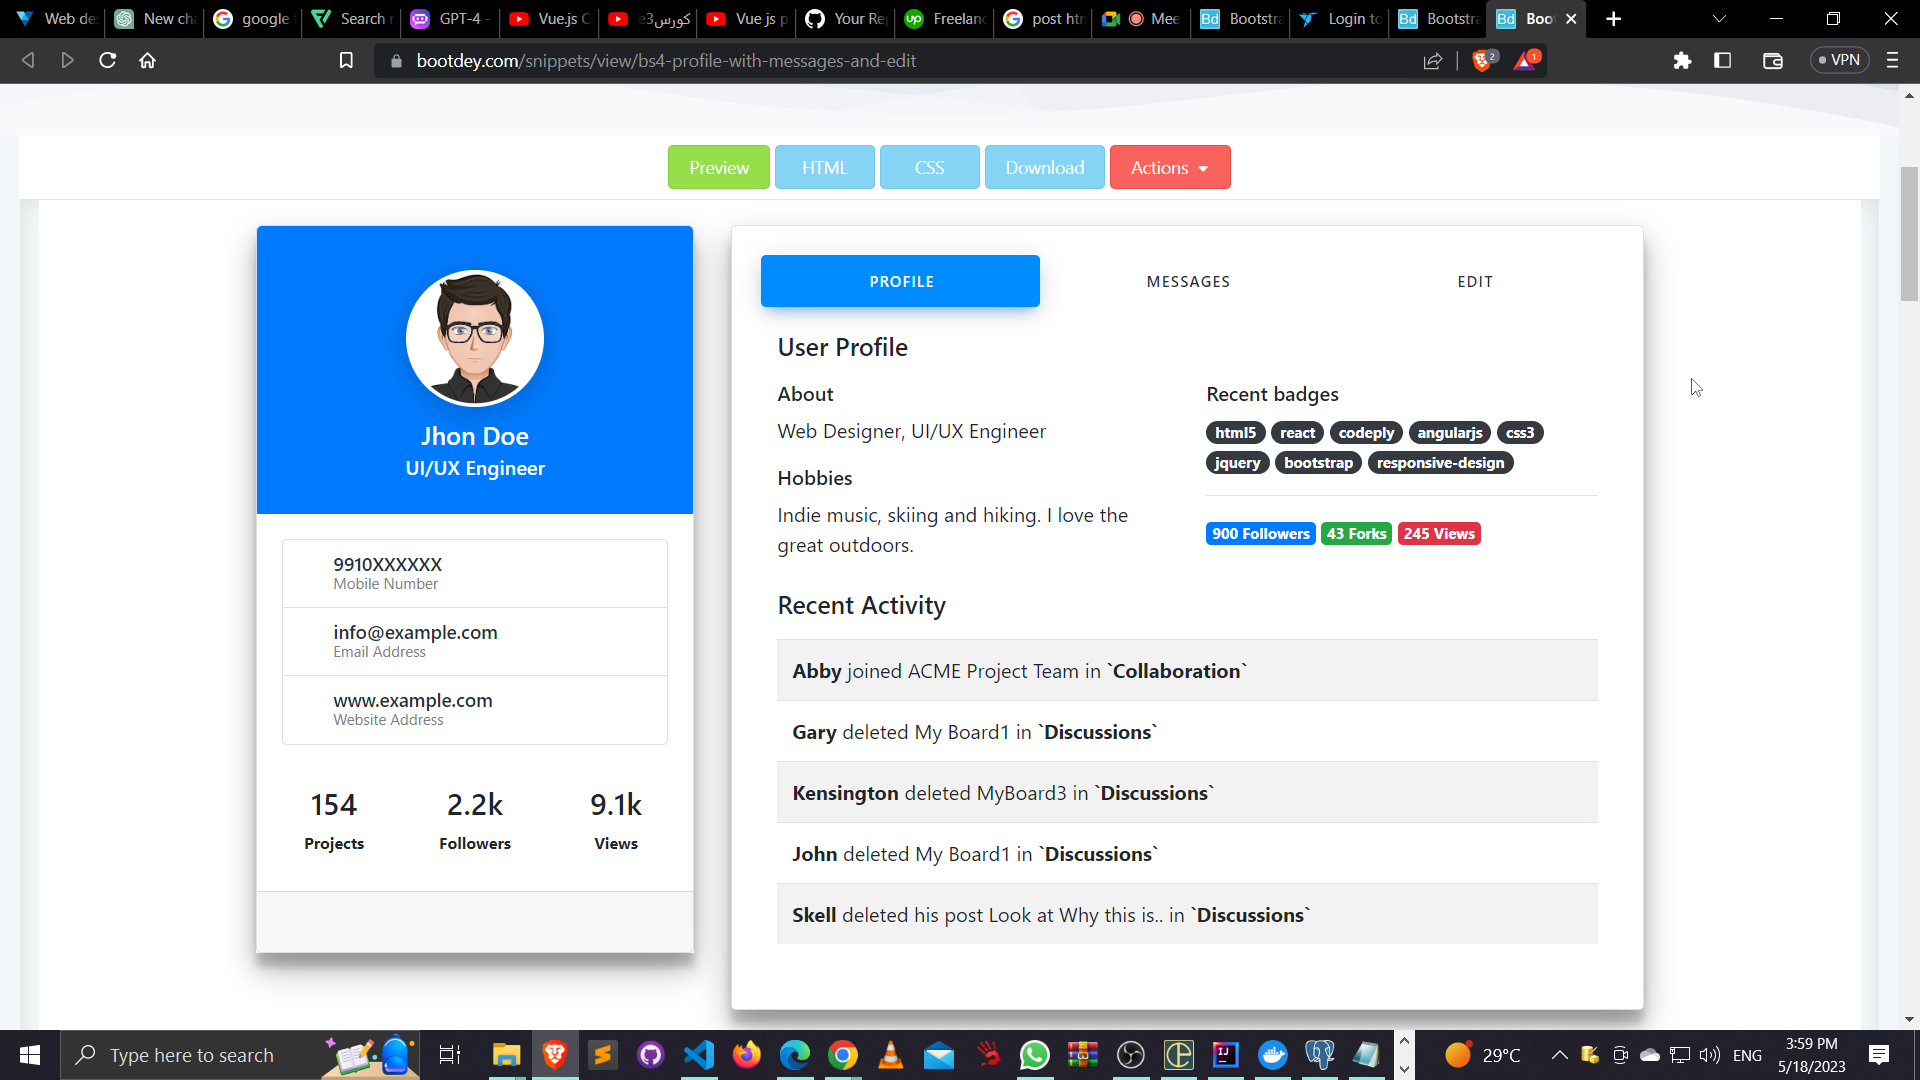 Web de
New ch
google
Search r
GPT-4 -
Vue.js C
كورس e3
Vue js p
Your Re
Freelanc
post htm
Mee
Bootstra
Login to
Bootstra
Boo
bootdey.com/snippets/view/bs4-profile-with-messages-and-edit
2
1
VPN
Preview
HTML
CSS
Download
Actions
Jhon Doe
UI/UX Engineer
9910XXXXXX
Mobile Number
info@example.com
Email Address
www.example.com
Website Address
154
2.2k
9.1k
Projects
Followers
Views
PROFILE
MESSAGES
EDIT
User Profile
About
Web Designer, UI/UX Engineer
Hobbies
Indie music, skiing and hiking. I love the
great outdoors.
Recent badges
html5 react codeply angularjs css3
jquery bootstrap responsive-design
900 Followers 43 Forks 245 Views
Recent Activity
Abby joined ACME Project Team in `Collaboration`
Gary deleted My Board1 in `Discussions`
Kensington deleted MyBoard3 in `Discussions`
John deleted My Board1 in `Discussions`
Skell deleted his post Look at Why this is.. in `Discussions`
Type here to search
29°C
ENG
3:59 PM
5/18/2023